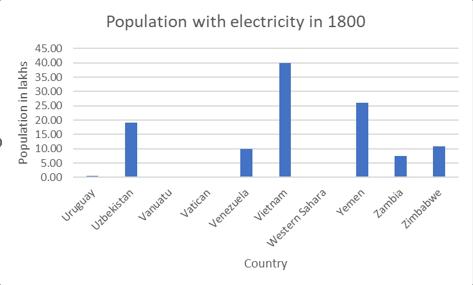 Population with electricity in 1800
Population in lakhs
45.00
40.00
35.00
30.00
25.00
20.00
15.00
10.00
5.00
0.00
Uruguay
Uzbekistan
Vanuatu
Vatican
Venezuela
Vietnam
Western Sahara
Yemen
Zambia
Zimbabwe
Country